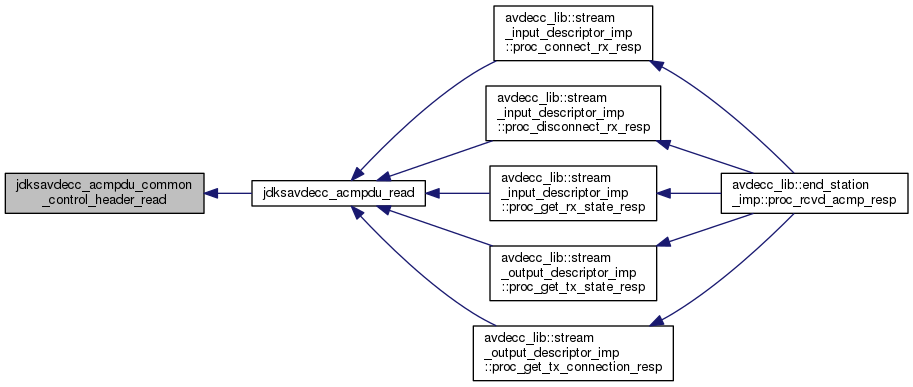 jdksavdecc_acmpdu_common
_control_header_read
jdksavdecc_acmpdu_read
avdecc_lib::stream
_input_descriptor_imp
::proc_connect_rx_resp
avdecc_lib::stream
_input_descriptor_imp
::proc_disconnect_rx_resp
avdecc_lib::stream
_input_descriptor_imp
::proc_get_rx_state_resp
avdecc_lib::stream
_output_descriptor_imp
::proc_get_tx_state_resp
avdecc_lib::stream
_output_descriptor_imp
::proc_get_tx_connection_resp
avdecc_lib::end_station
_imp::proc_rcvd_acmp_resp